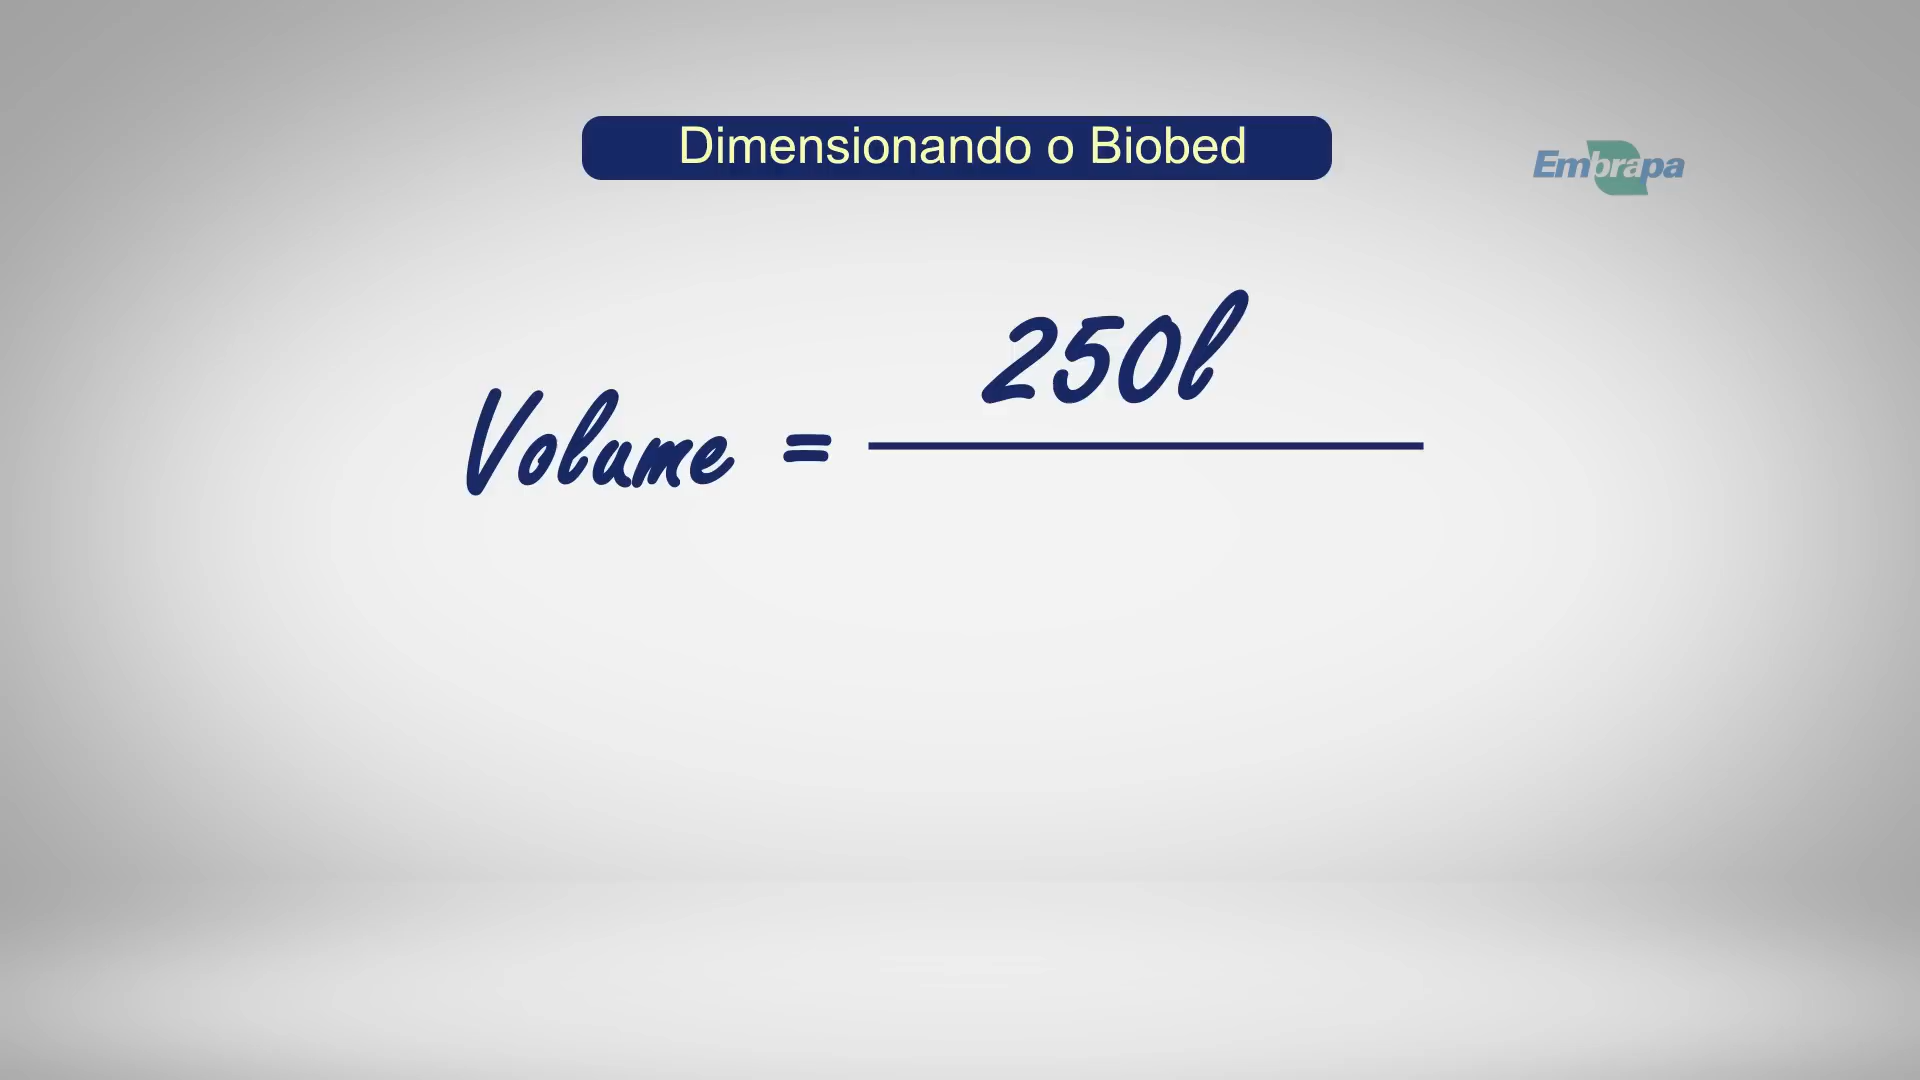 Dimensionando o Biobed
Embrapa
250l
Volume =